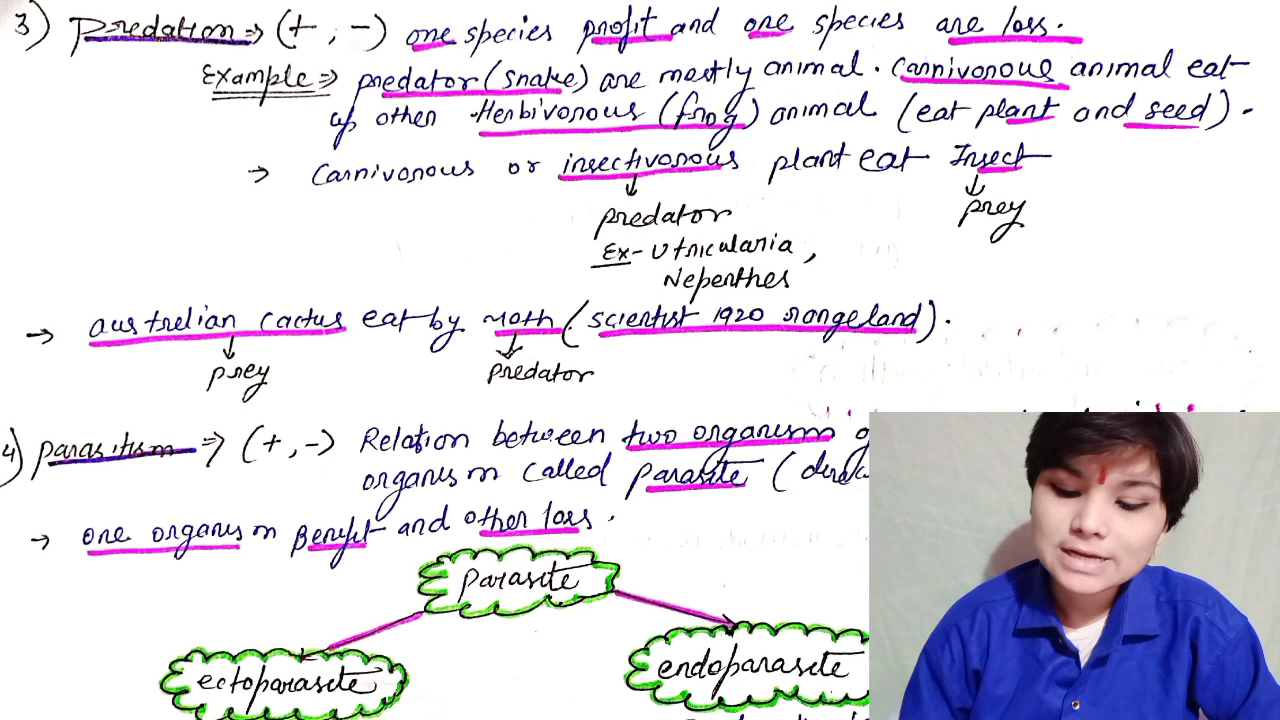 3) Predation ⇒ (+, −) one species profit and one species are loss.
Example ⇒ predator (snake) are mostly animal. Carnivorous animal eat
up other Herbivorous (frog) animal (eat plant and seed).
→ Carnivorous or insectivorous plant eat Insect
predator
prey
Ex- Utricularia,
Nepenthes
→ australian cactus eat by moth (scientist 1920 rangeland).
prey
predator
4) parasitism ⇒ (+, −) Relation between two organism
organism called parasite (
→ one organism Benefit and other loss.
parasite
ectoparasite
endoparasite